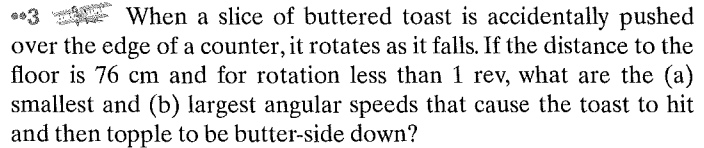 ••3 When a slice of buttered toast is accidentally pushed
over the edge of a counter, it rotates as it falls. If the distance to the
floor is 76 cm and for rotation less than 1 rev, what are the (a)
smallest and (b) largest angular speeds that cause the toast to hit
and then topple to be butter-side down?